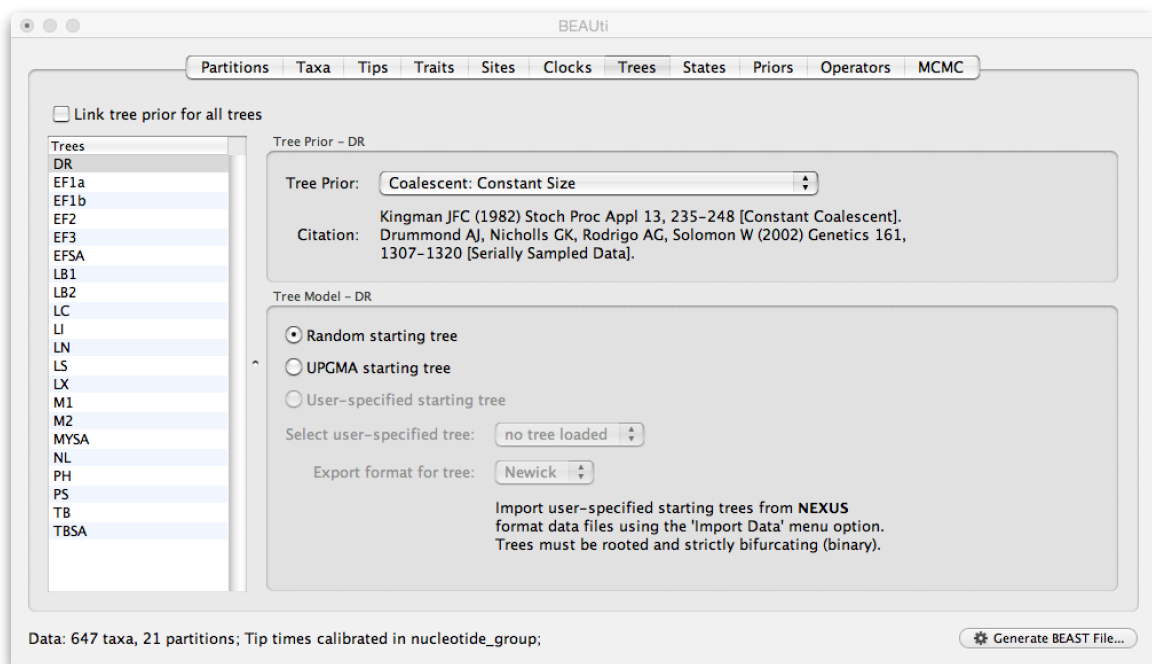 BEAUti
Partitions Taxa Tips Traits Sites Clocks Trees States Priors Operators MCMC
Link tree prior for all trees
Trees
DR
EF1a
EF1b
EF2
EF3
EFSA
LB1
LB2
LC
LI
LN
LS
LX
M1
M2
MYSA
NL
PH
PS
TB
TBSA
Tree Prior – DR
Tree Prior: Coalescent: Constant Size
Citation: Kingman JFC (1982) Stoch Proc Appl 13, 235–248 [Constant Coalescent].
Drummond AJ, Nicholls GK, Rodrigo AG, Solomon W (2002) Genetics 161,
1307–1320 [Serially Sampled Data].
Tree Model – DR
Random starting tree
UPGMA starting tree
User-specified starting tree
Select user-specified tree: no tree loaded
Export format for tree: Newick
Import user-specified starting trees from NEXUS
format data files using the 'Import Data' menu option.
Trees must be rooted and strictly bifurcating (binary).
Data: 647 taxa, 21 partitions; Tip times calibrated in nucleotide_group;
Generate BEAST File...